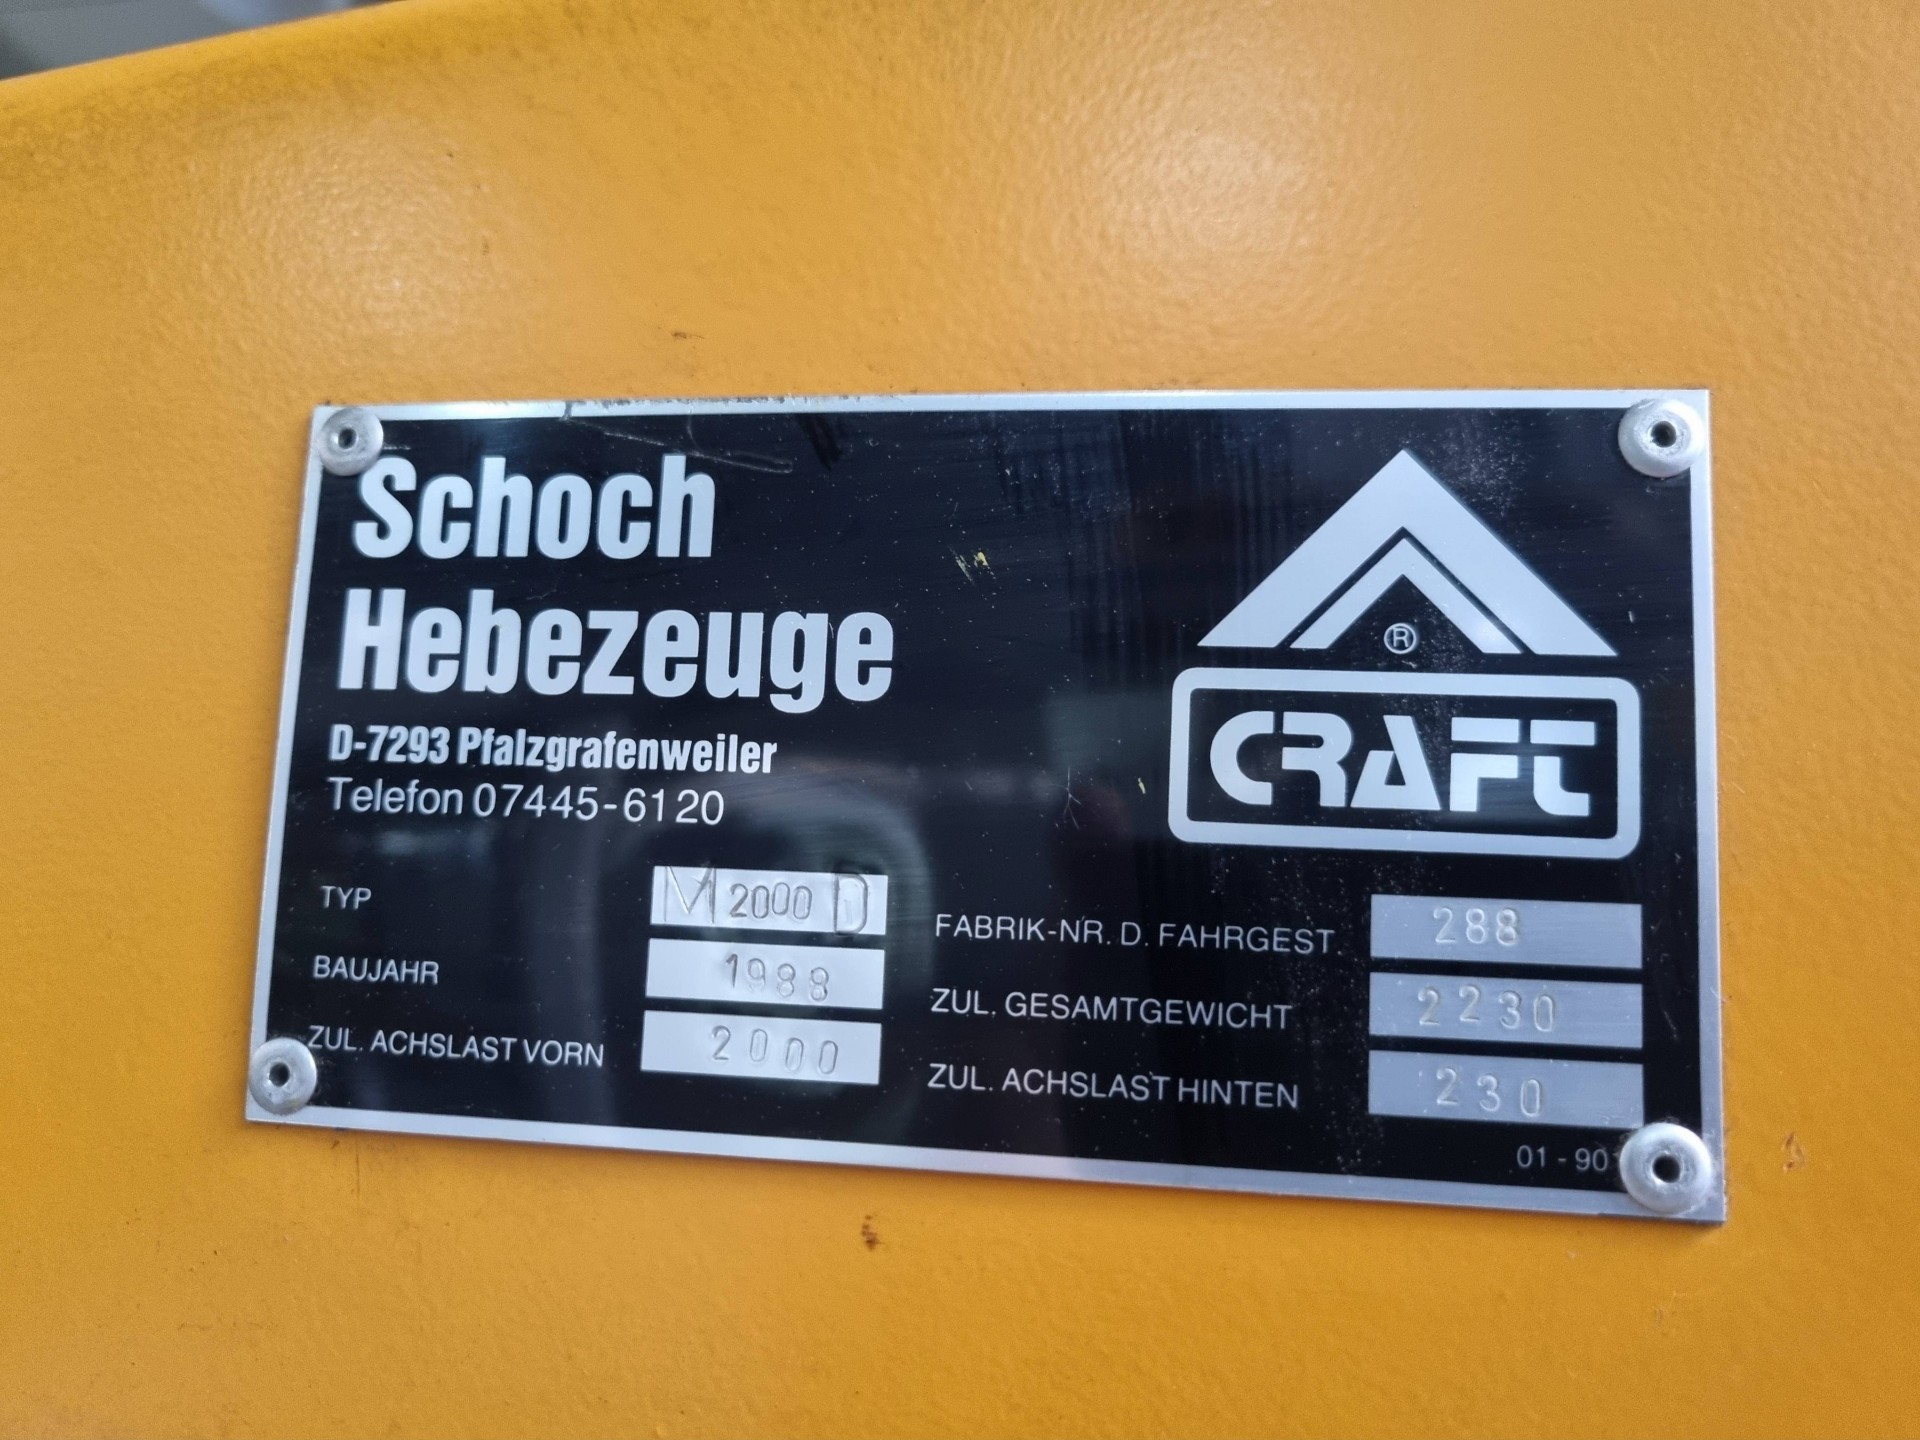 Schoch
Hebezeuge
D-7293 Pfalzgrafenweiler
Telefon 07445-6120
®
CRAFT
TYP M 2000 D
BAUJAHR 1988
ZUL. ACHSLAST VORN 2000
FABRIK-NR. D. FAHRGEST. 288
ZUL. GESAMTGEWICHT 2230
ZUL. ACHSLAST HINTEN 230
01 - 90